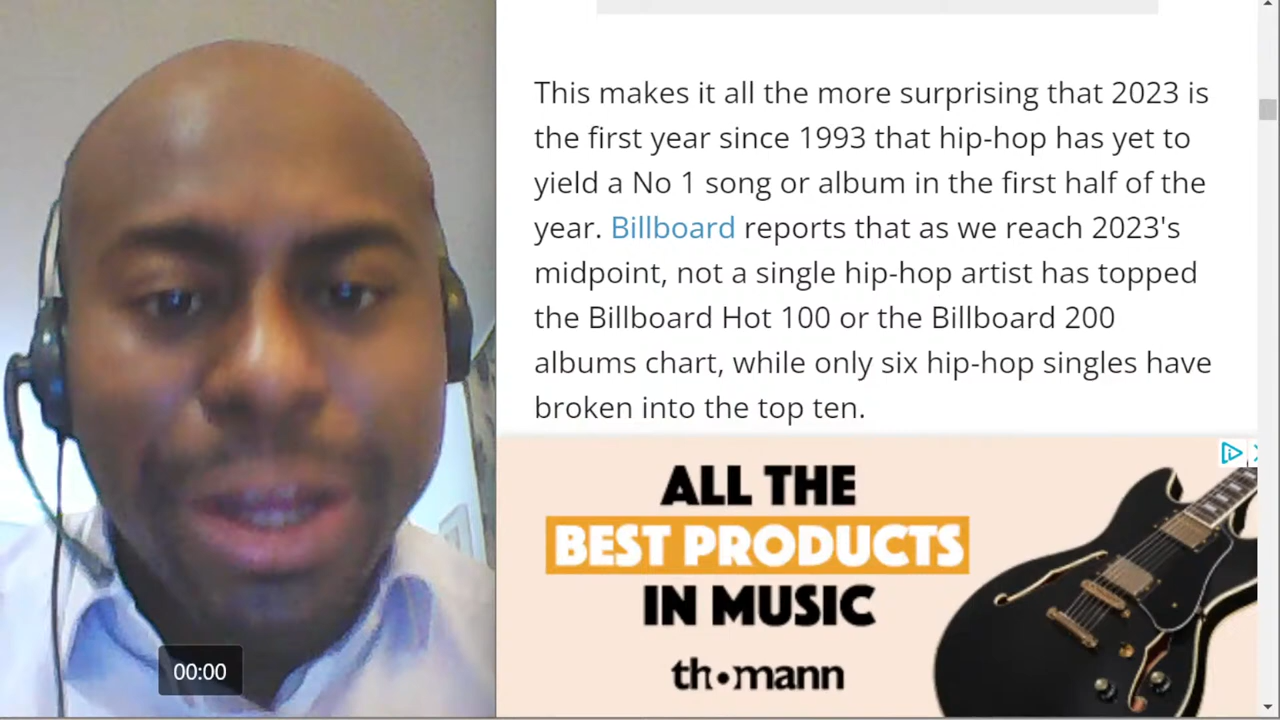 This makes it all the more surprising that 2023 is
the first year since 1993 that hip-hop has yet to
yield a No 1 song or album in the first half of the
year. Billboard reports that as we reach 2023's
midpoint, not a single hip-hop artist has topped
the Billboard Hot 100 or the Billboard 200
albums chart, while only six hip-hop singles have
broken into the top ten.
ALL THE
BEST PRODUCTS
IN MUSIC
th•mann
00:00